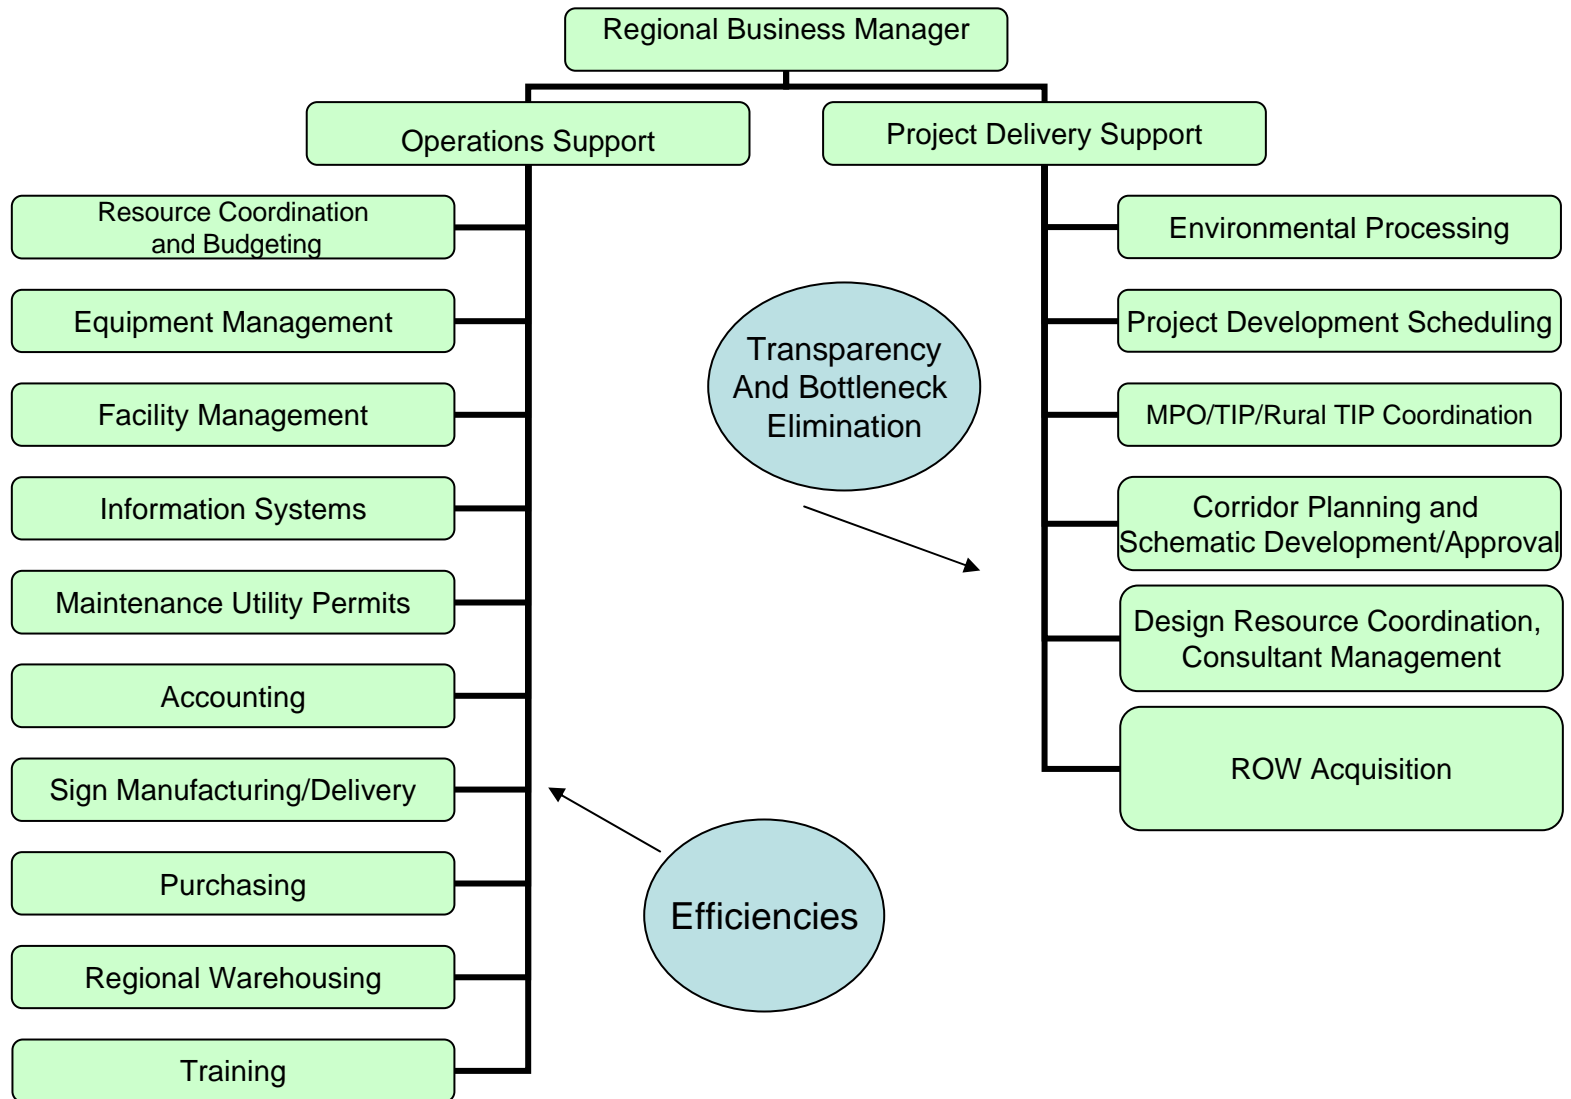 Regional Business Manager
Operations Support
Project Delivery Support
Resource Coordination
and Budgeting
Equipment Management
Facility Management
Information Systems
Maintenance Utility Permits
Accounting
Sign Manufacturing/Delivery
Purchasing
Regional Warehousing
Training
Transparency
And Bottleneck
Elimination
Efficiencies
Environmental Processing
Project Development Scheduling
MPO/TIP/Rural TIP Coordination
Corridor Planning and
Schematic Development/Approval
Design Resource Coordination,
Consultant Management
ROW Acquisition